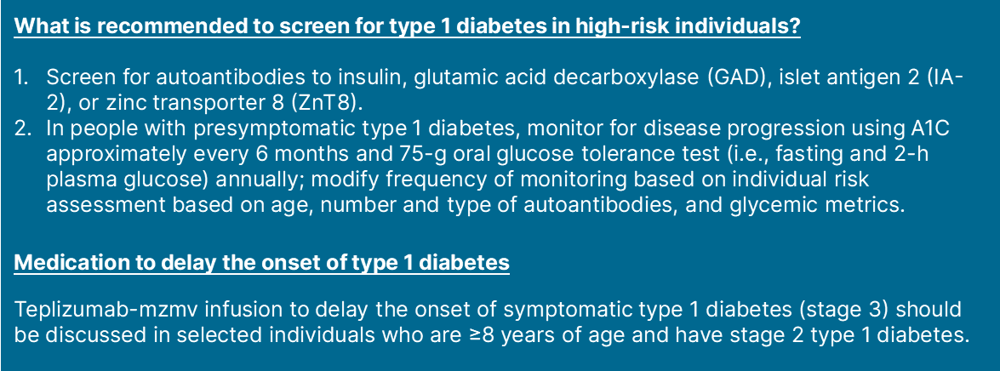 What is recommended to screen for type 1 diabetes in high-risk individuals?
1. Screen for autoantibodies to insulin, glutamic acid decarboxylase (GAD), islet antigen 2 (IA-
2), or zinc transporter 8 (ZnT8).
2. In people with presymptomatic type 1 diabetes, monitor for disease progression using A1C
approximately every 6 months and 75-g oral glucose tolerance test (i.e., fasting and 2-h
plasma glucose) annually; modify frequency of monitoring based on individual risk
assessment based on age, number and type of autoantibodies, and glycemic metrics.
Medication to delay the onset of type 1 diabetes
Teplizumab-mzmv infusion to delay the onset of symptomatic type 1 diabetes (stage 3) should
be discussed in selected individuals who are ≥8 years of age and have stage 2 type 1 diabetes.